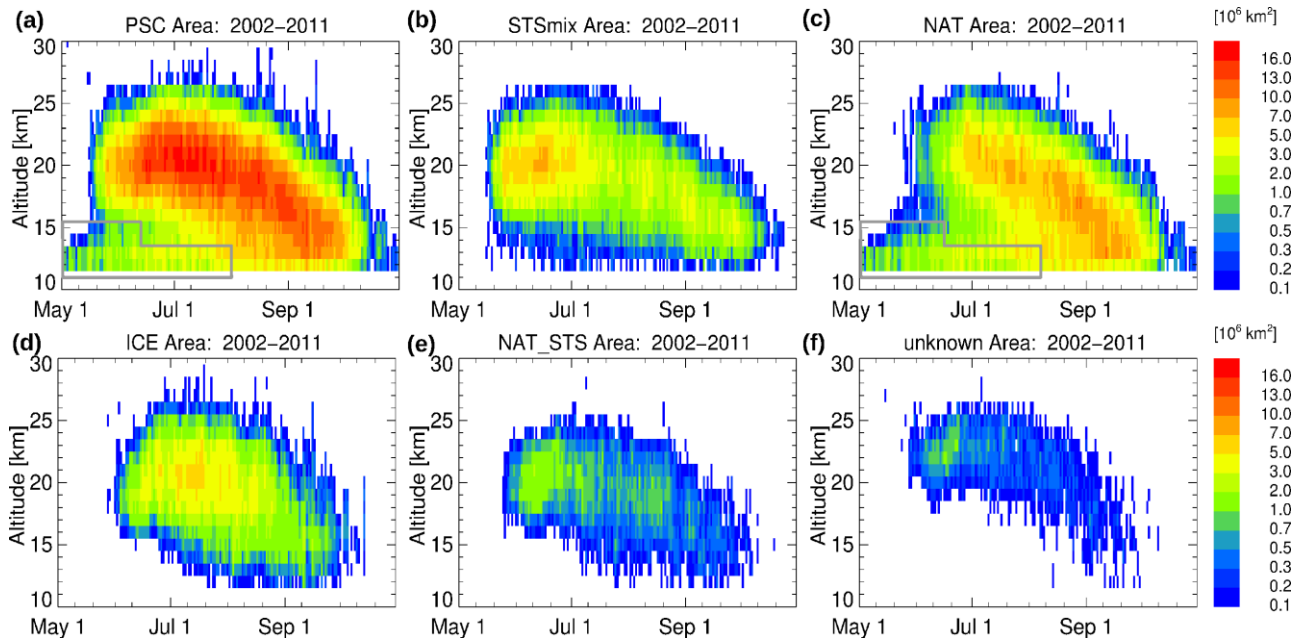 (a) PSC Area: 2002−2011
(b) STSmix Area: 2002−2011
(c) NAT Area: 2002−2011
[10⁶ km²]
Altitude [km]
30
25
20
15
10
May 1 Jul 1 Sep 1
Altitude [km]
30
25
20
15
10
May 1 Jul 1 Sep 1
Altitude [km]
30
25
20
15
10
May 1 Jul 1 Sep 1
16.0
13.0
10.0
7.0
5.0
3.0
2.0
1.0
0.7
0.5
0.3
0.2
0.1
(d) ICE Area: 2002−2011
(e) NAT_STS Area: 2002−2011
(f) unknown Area: 2002−2011
[10⁶ km²]
Altitude [km]
30
25
20
15
10
May 1 Jul 1 Sep 1
Altitude [km]
30
25
20
15
10
May 1 Jul 1 Sep 1
Altitude [km]
30
25
20
15
10
May 1 Jul 1 Sep 1
16.0
13.0
10.0
7.0
5.0
3.0
2.0
1.0
0.7
0.5
0.3
0.2
0.1